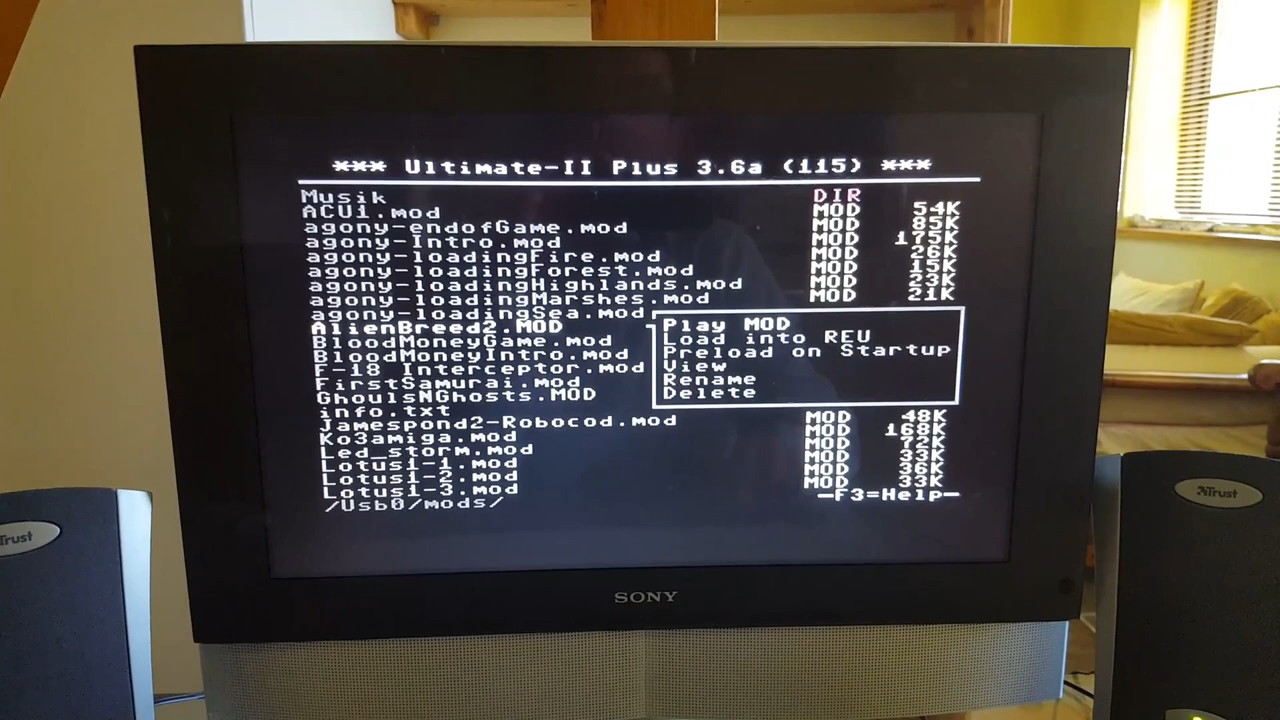 *** Ultimate-II Plus 3.6a (115) ***
Musik DIR
ACU1.mod MOD 54K
agony-endofGame.mod MOD 85K
agony-Intro.mod MOD 175K
agony-loadingFire.mod MOD 26K
agony-loadingForest.mod MOD 15K
agony-loadingHighlands.mod MOD 23K
agony-loadingMarshes.mod MOD 21K
agony-loadingSea.mod
AlienBreed2.MOD
BloodMoneyGame.mod
BloodMoneyIntro.mod
F-18 Interceptor.mod
FirstSamurai.mod
GhoulsNGhosts.MOD
info.txt
Jamespond2-Robocod.mod MOD 48K
Ko3amiga.mod MOD 168K
Led_storm.mod MOD 72K
Lotus1-1.mod MOD 33K
Lotus1-2.mod MOD 36K
Lotus1-3.mod MOD 33K
/Usb0/mods/ F3=Help
Play MOD
Load into REU
Preload on Startup
View
Rename
Delete
SONY
Trust
Trust